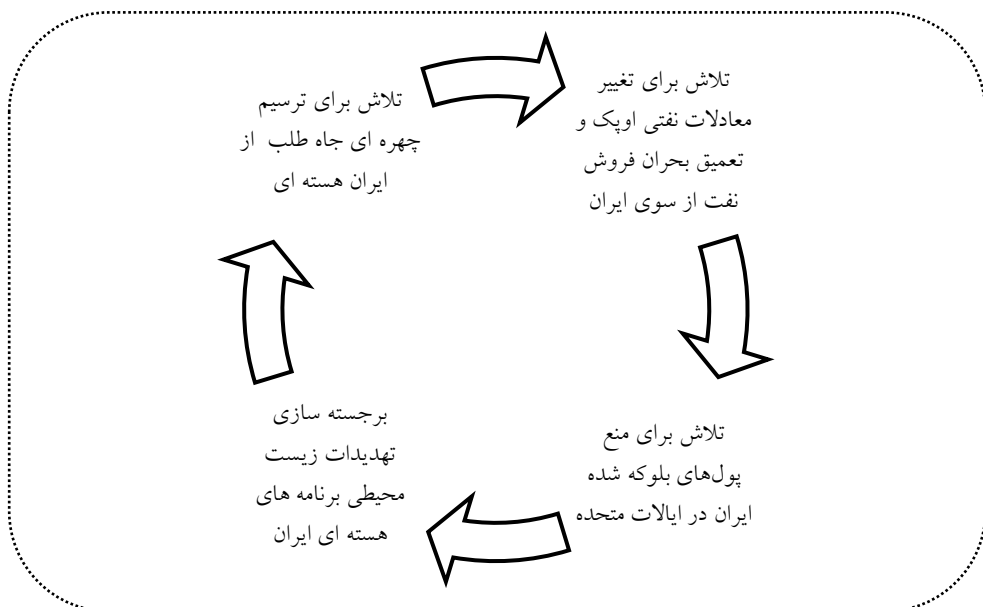 تلاش برای تغییر
معادلات نفتی اوپک و
تعمیق بحران فروش
نفت از سوی ایران
تلاش برای منع
پول‌های بلوکه شده
ایران در ایالات متحده
برجسته سازی
تهدیدات زیست
محیطی برنامه های
هسته ای ایران
تلاش برای ترسیم
چهره ای جاه طلب از
ایران هسته ای